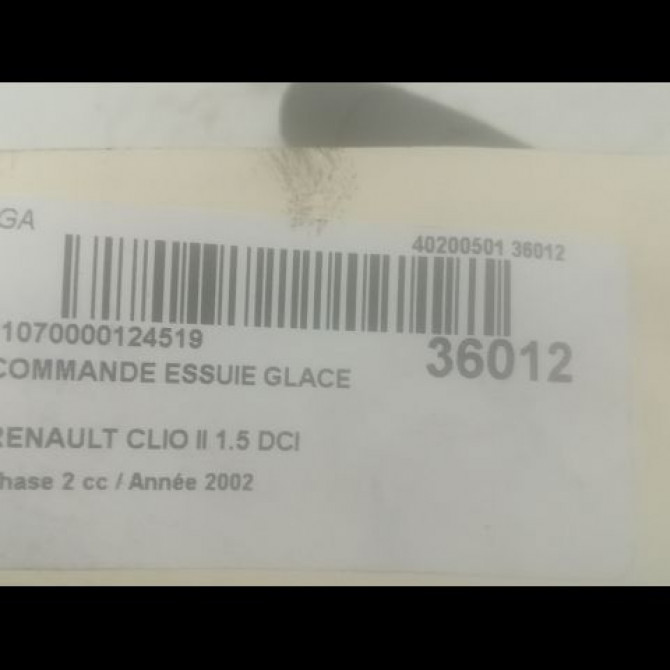 GA
40200501 36012
1070000124519
36012
COMMANDE ESSUIE GLACE
RENAULT CLIO II 1.5 DCI
hase 2 cc / Année 2002